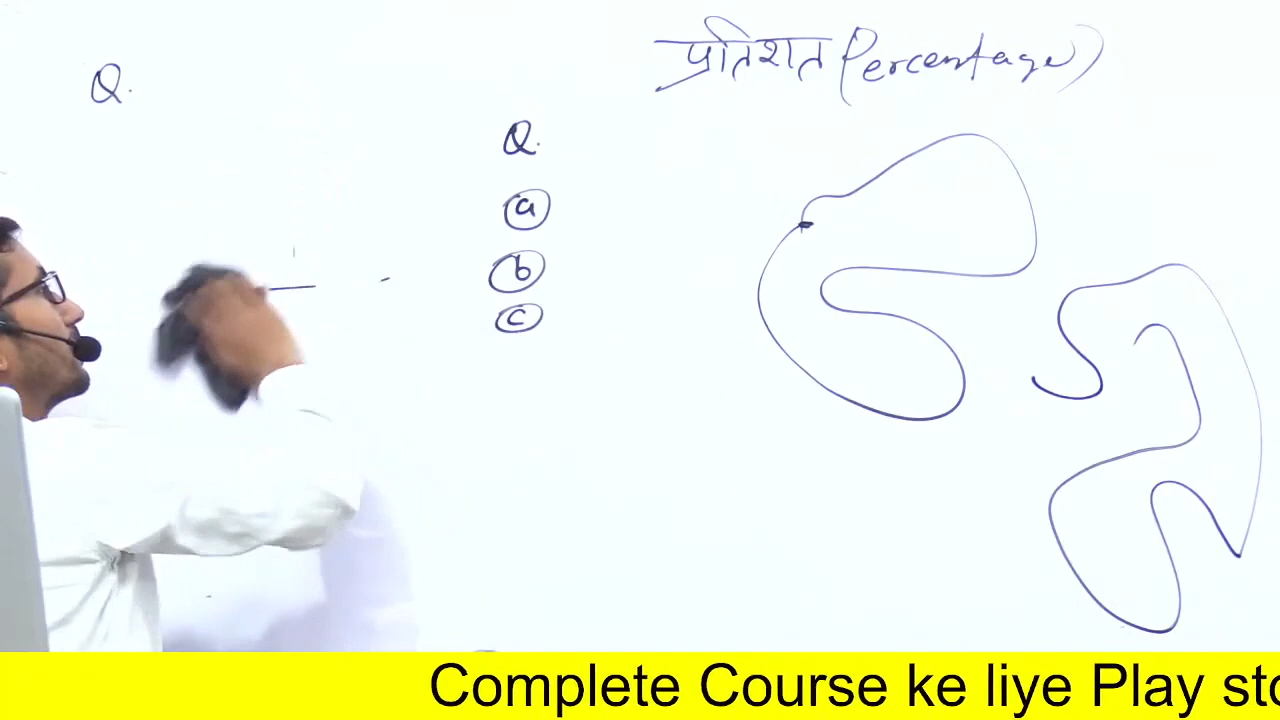 प्रतिशत (Percentage)
Q.
Q.
a
b
c
Complete Course ke liye Play sto